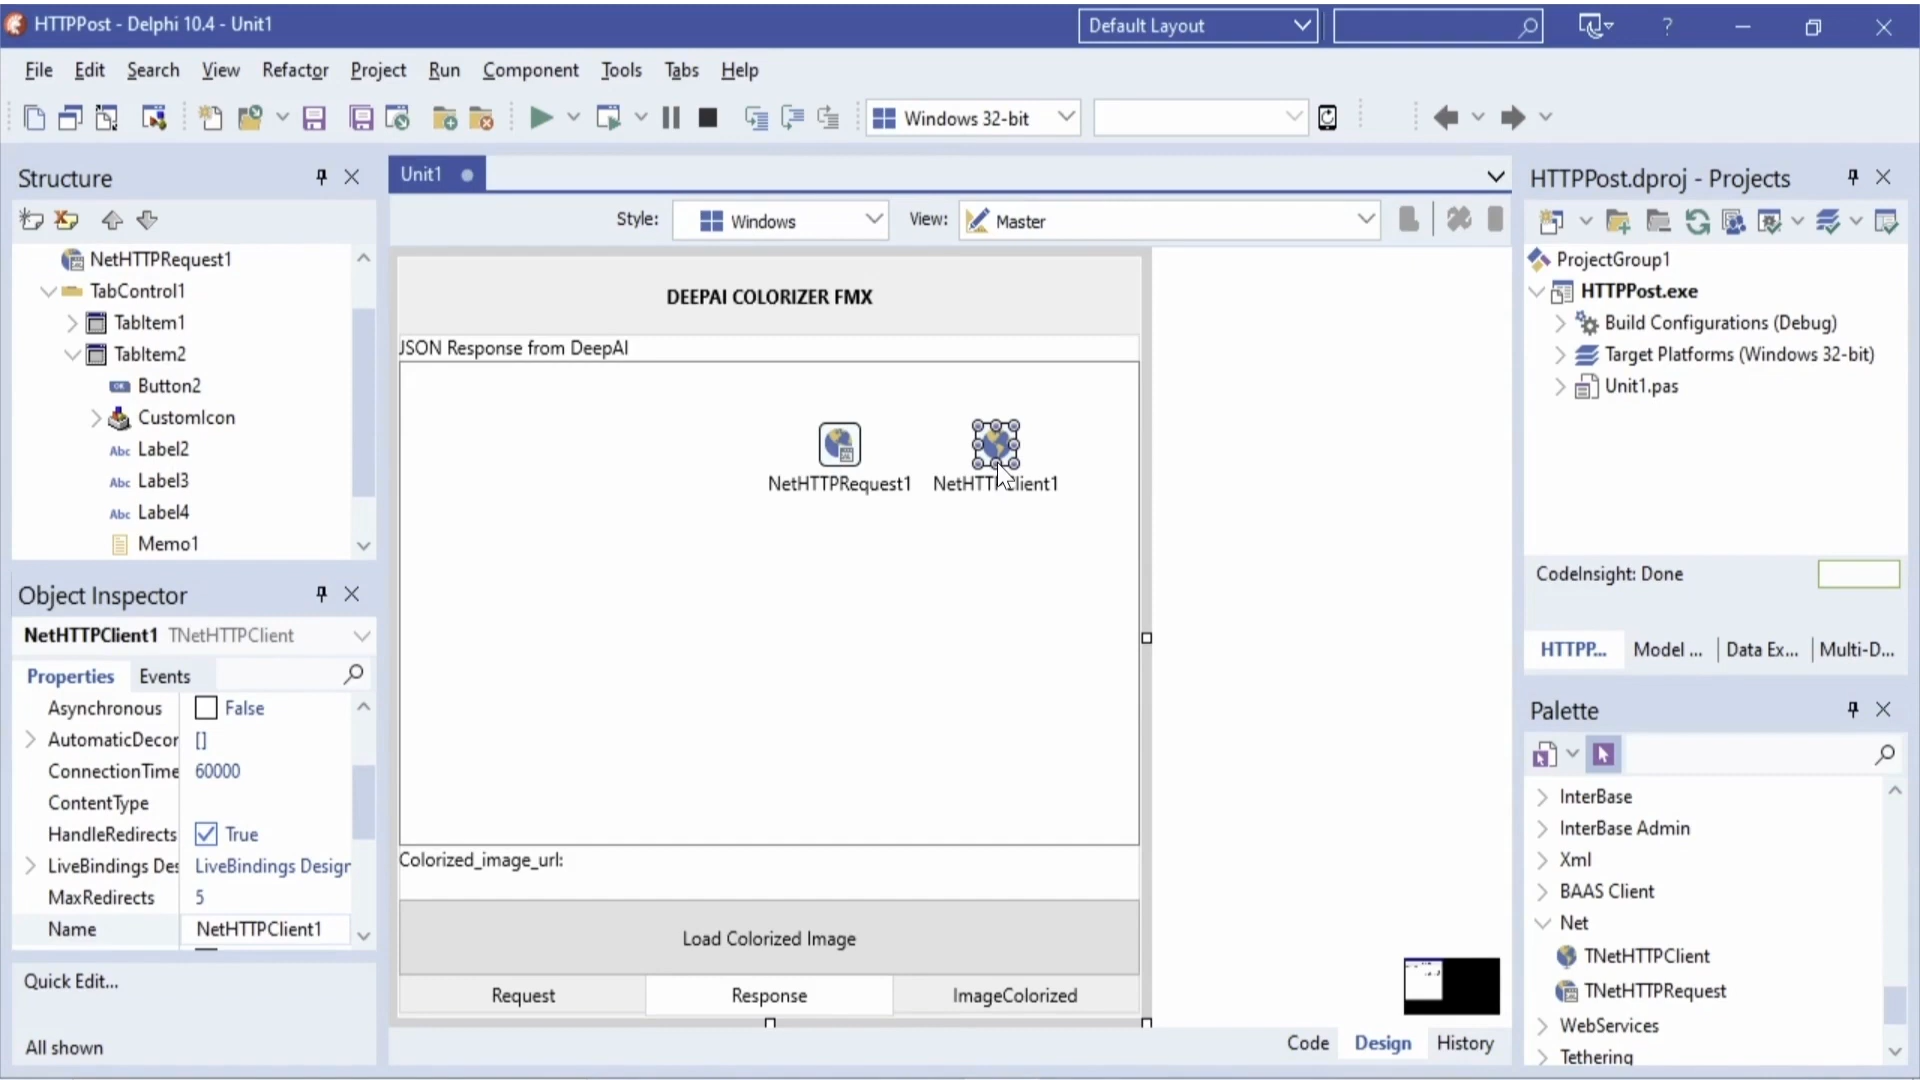 HTTPPost - Delphi 10.4 - Unit1
Default Layout
?
File Edit Search View Refactor Project Run Component Tools Tabs Help
Windows 32-bit
Structure
NetHTTPRequest1
TabControl1
TabItem1
TabItem2
Button2
CustomIcon
Abc Label2
Abc Label3
Abc Label4
Memo1
Object Inspector
NetHTTPClient1 TNetHTTPClient
Properties Events
Asynchronous False
AutomaticDecor []
ConnectionTime 60000
ContentType
HandleRedirects True
LiveBindings Des LiveBindings Design
MaxRedirects 5
Name NetHTTPClient1
Quick Edit...
All shown
Unit1
Style: Windows View: Master
DEEPAI COLORIZER FMX
JSON Response from DeepAI
NetHTTPRequest1 NetHTTPClient1
Colorized_image_url:
Load Colorized Image
Request Response ImageColorized
Code Design History
HTTPPost.dproj - Projects
ProjectGroup1
HTTPPost.exe
Build Configurations (Debug)
Target Platforms (Windows 32-bit)
Unit1.pas
CodeInsight: Done
HTTPP... Model ... Data Ex... Multi-D...
Palette
InterBase
InterBase Admin
Xml
BAAS Client
Net
TNetHTTPClient
TNetHTTPRequest
WebServices
Tethering